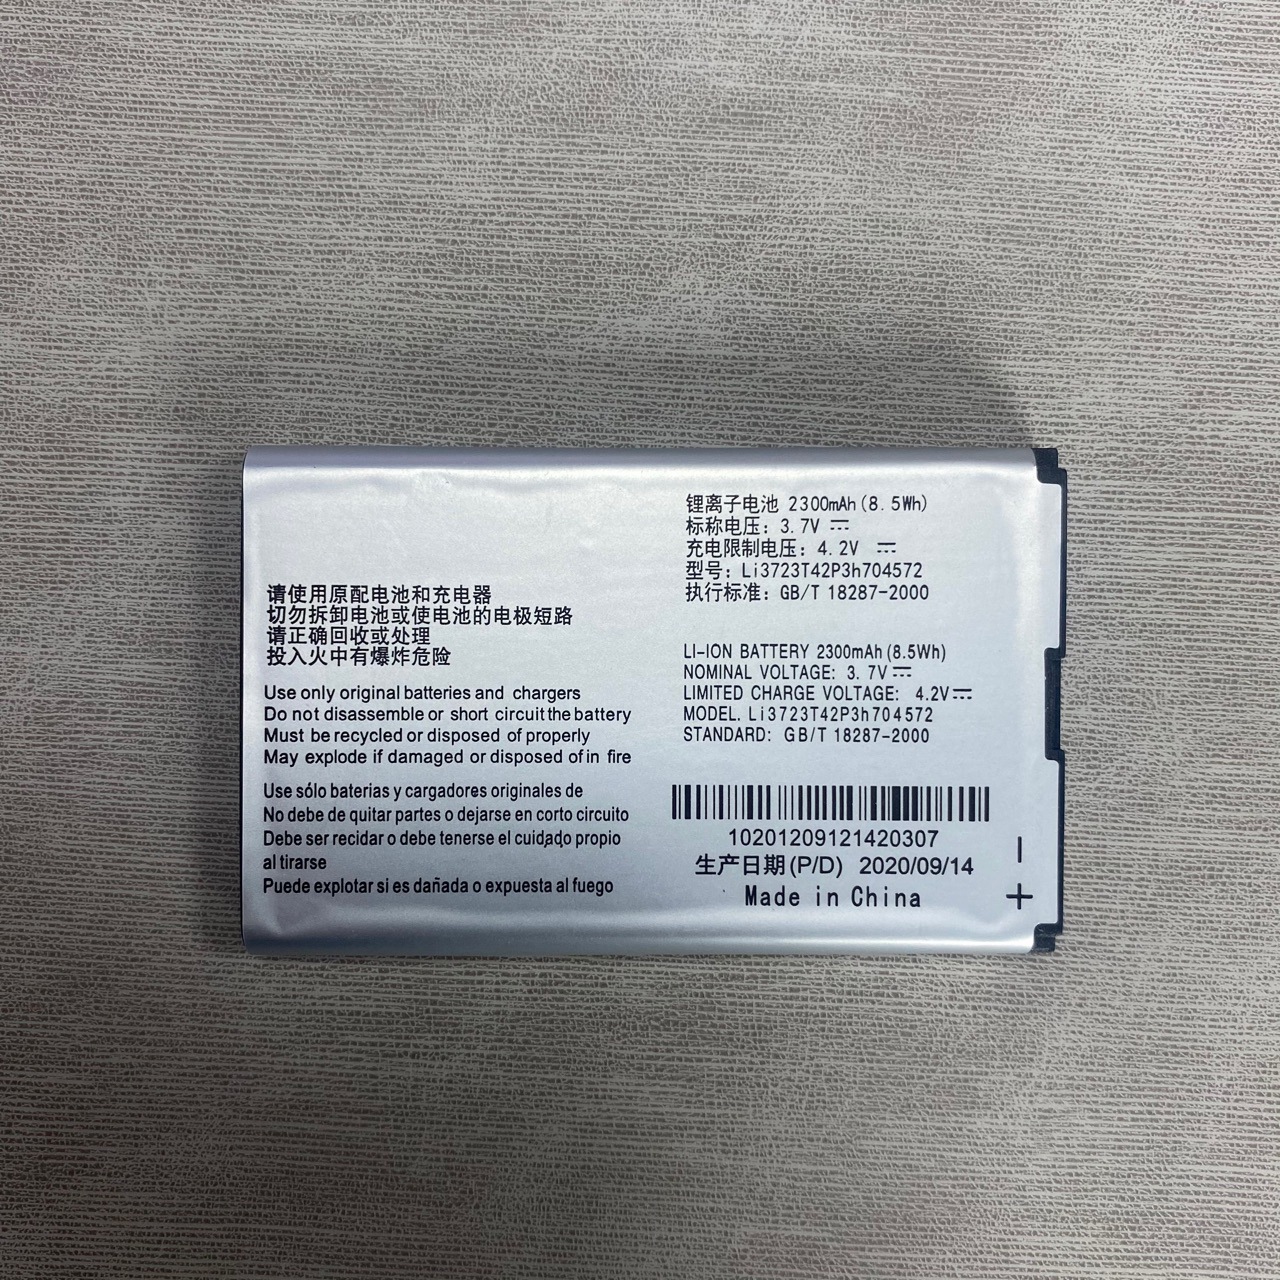 请使用原配电池和充电器
切勿拆卸电池或使电池的电极短路
请正确回收或处理
投入火中有爆炸危险
Use only original batteries and chargers
Do not disassemble or short circuit the battery
Must be recycled or disposed of properly
May explode if damaged or disposed of in fire
Use sólo baterias y cargadores originales de
No debe de quitar partes o dejarse en corto circuito
Debe ser recidar o debe tenerse el cuidado propio
al tirarse
Puede explotar si es dañada o expuesta al fuego
锂离子电池 2300mAh(8.5Wh)
标称电压: 3.7V
充电限制电压: 4.2V
型号: Li3723T42P3h704572
执行标准: GB/T 18287-2000
LI-ION BATTERY 2300mAh(8.5Wh)
NOMINAL VOLTAGE: 3.7V
LIMITED CHARGE VOLTAGE: 4.2V
MODEL. Li3723T42P3h704572
STANDARD: GB/T 18287-2000
10201209121420307
生产日期(P/D) 2020/09/14
Made in China
－
＋